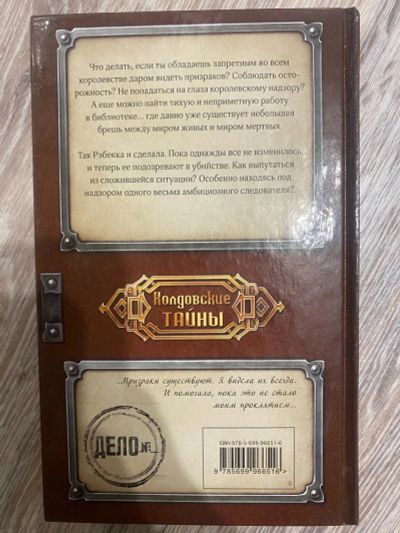 Что делать, если ты обладаешь запретным во всем
королевстве даром видеть призраков? Соблюдать осто-
рожность? Не попадаться на глаза королевскому надзору?
А еще можно найти тихую и неприметную работу
в библиотеке... где давно уже существует небольшая
брешь между миром живых и миром мертвых
Так Рэбекка и сделала. Пока однажды все не изменилось,
и теперь ее подозревают в убийстве. Как выпутаться
из сложившейся ситуации? Особенно находясь под
надзором одного весьма амбициозного следователя?
Колдовские
ТАЙНЫ
...Призраки существуют. Я видела их всегда.
И помогала, пока это не стало
моим проклятием...
ДЕЛО №
ISBN 978-5-699-96651-6
9 785699 966516 >